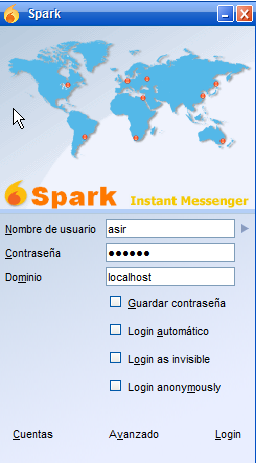 Spark
Spark Instant Messenger
Nombre de usuario asir
Contraseña ●●●●●●
Dominio localhost
Guardar contraseña
Login automático
Login as invisible
Login anonymously
Cuentas Avanzado Login